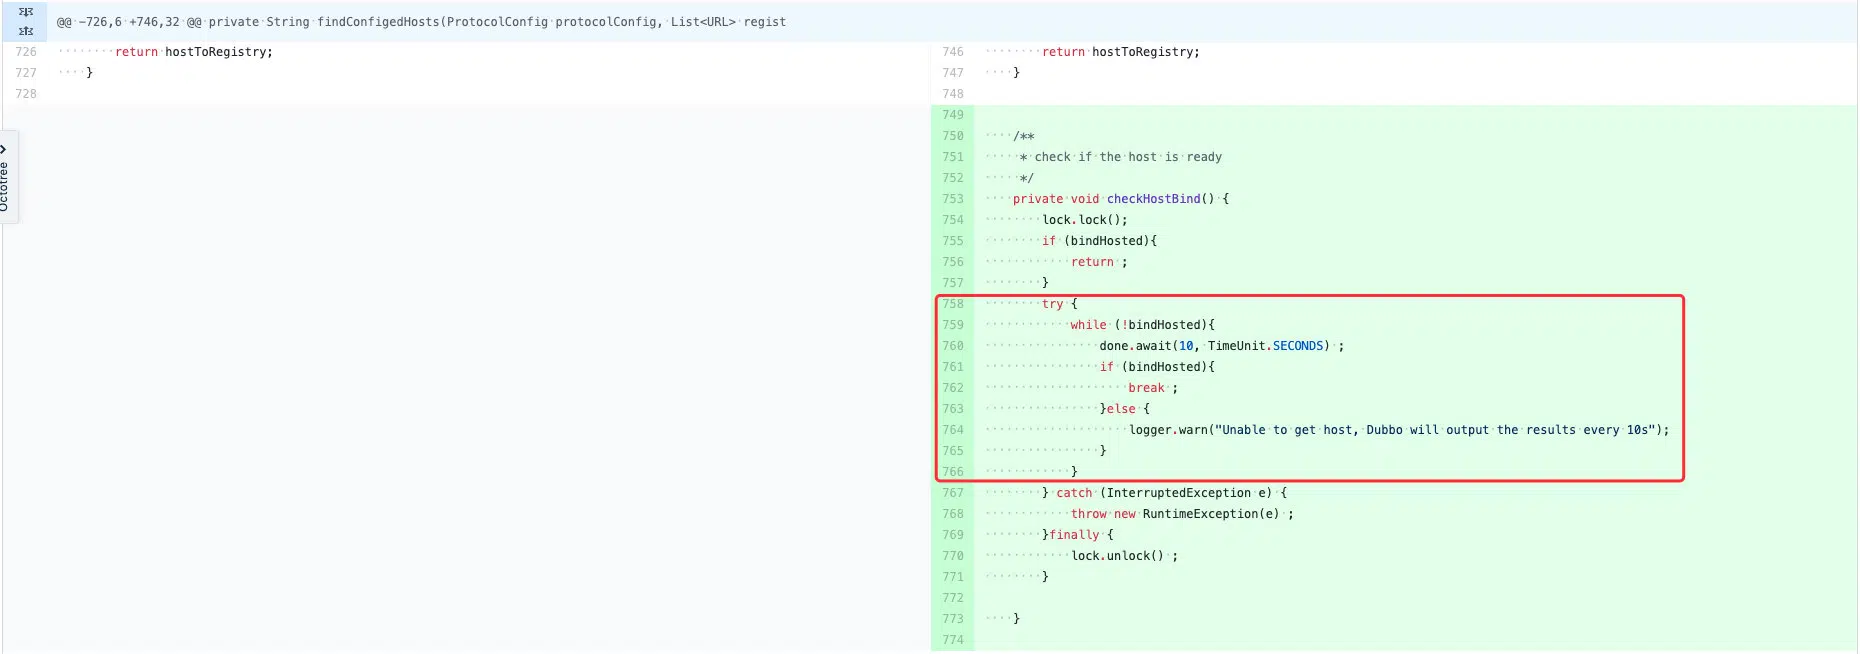 @@ -726,6 +746,32 @@ private String findConfigedHosts(ProtocolConfig protocolConfig, List<URL> regist
726 ········return hostToRegistry;
727 ····}
728
746 ········return hostToRegistry;
747 ····}
748
749
750 ····/**
751 ·····* check·if·the·host·is·ready
752 ·····*/
753 ····private·void·checkHostBind()·{
754 ········lock.lock();
755 ········if·(bindHosted){
756 ············return·;
757 ········}
758 ········try·{
759 ············while·(!bindHosted){
760 ················done.await(10,·TimeUnit.SECONDS)·;
761 ················if·(bindHosted){
762 ····················break·;
763 ················}else·{
764 ····················logger.warn("Unable·to·get·host,·Dubbo·will·output·the·results·every·10s");
765 ················}
766 ············}
767 ········}·catch·(InterruptedException·e)·{
768 ············throw·new·RuntimeException(e)·;
769 ········}finally·{
770 ············lock.unlock()·;
771 ········}
772
773 ····}
774
Octotree